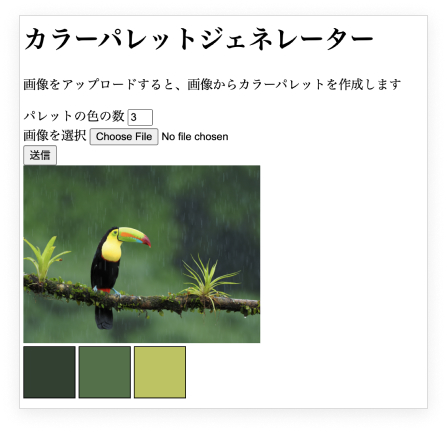 カラーパレットジェネレーター
画像をアップロードすると、画像からカラーパレットを作成します
パレットの色の数 3
画像を選択 Choose File No file chosen
送信